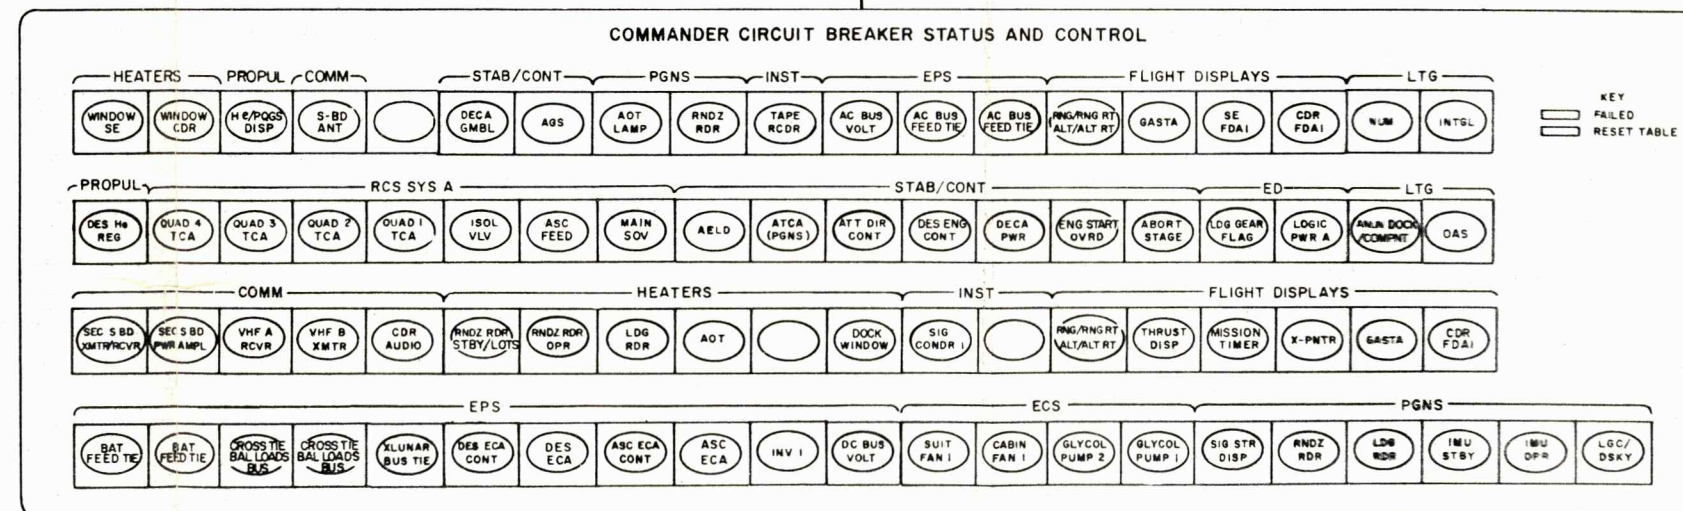 COMMANDER CIRCUIT BREAKER STATUS AND CONTROL
HEATERS PROPUL COMM STAB/CONT PGNS INST EPS FLIGHT DISPLAYS LTG
WINDOW SE
WINDOW CDR
He/PQGS DISP
S-BD ANT
DECA GMBL
AGS
AOT LAMP
RNDZ RDR
TAPE RCDR
AC BUS VOLT
AC BUS FEED TIE
AC BUS FEED TIE
RNG/RNG RT ALT/ALT RT
GASTA
SE FDAI
CDR FDAI
NUM
INTGL
KEY
FAILED
RESET TABLE
PROPUL RCS SYS A STAB/CONT ED LTG
DES He REG
QUAD 4 TCA
QUAD 3 TCA
QUAD 2 TCA
QUAD 1 TCA
ISOL VLV
ASC FEED
MAIN SOV
AELD
ATCA (PGNS)
ATT DIR CONT
DES ENG CONT
DECA PWR
ENG START OVRD
ABORT STAGE
LDG GEAR FLAG
LOGIC PWR A
ANUN DOCK /COMPNT
OAS
COMM HEATERS INST FLIGHT DISPLAYS
SEC S BD XMTR/RCVR
SEC S BD PWR AMPL
VHF A RCVR
VHF B XMTR
CDR AUDIO
RNDZ RDR STBY/LOTS
RNDZ RDR OPR
LDG RDR
AOT
DOCK WINDOW
SIG CONDR 1
RNG/RNG RT ALT/ALT RT
THRUST DISP
MISSION TIMER
X-PNTR
GASTA
CDR FDAI
EPS ECS PGNS
BAT FEED TIE
BAT FEED TIE
CROSS TIE BAL LOADS BUS
CROSS TIE BAL LOADS BUS
XLUNAR BUS TIE
DES ECA CONT
DES ECA
ASC ECA CONT
ASC ECA
INV 1
DC BUS VOLT
SUIT FAN 1
CABIN FAN 1
GLYCOL PUMP 2
GLYCOL PUMP 1
SIG STR DISP
RNDZ RDR
LDG RDR
IMU STBY
IMU OPR
LGC/ DSKY